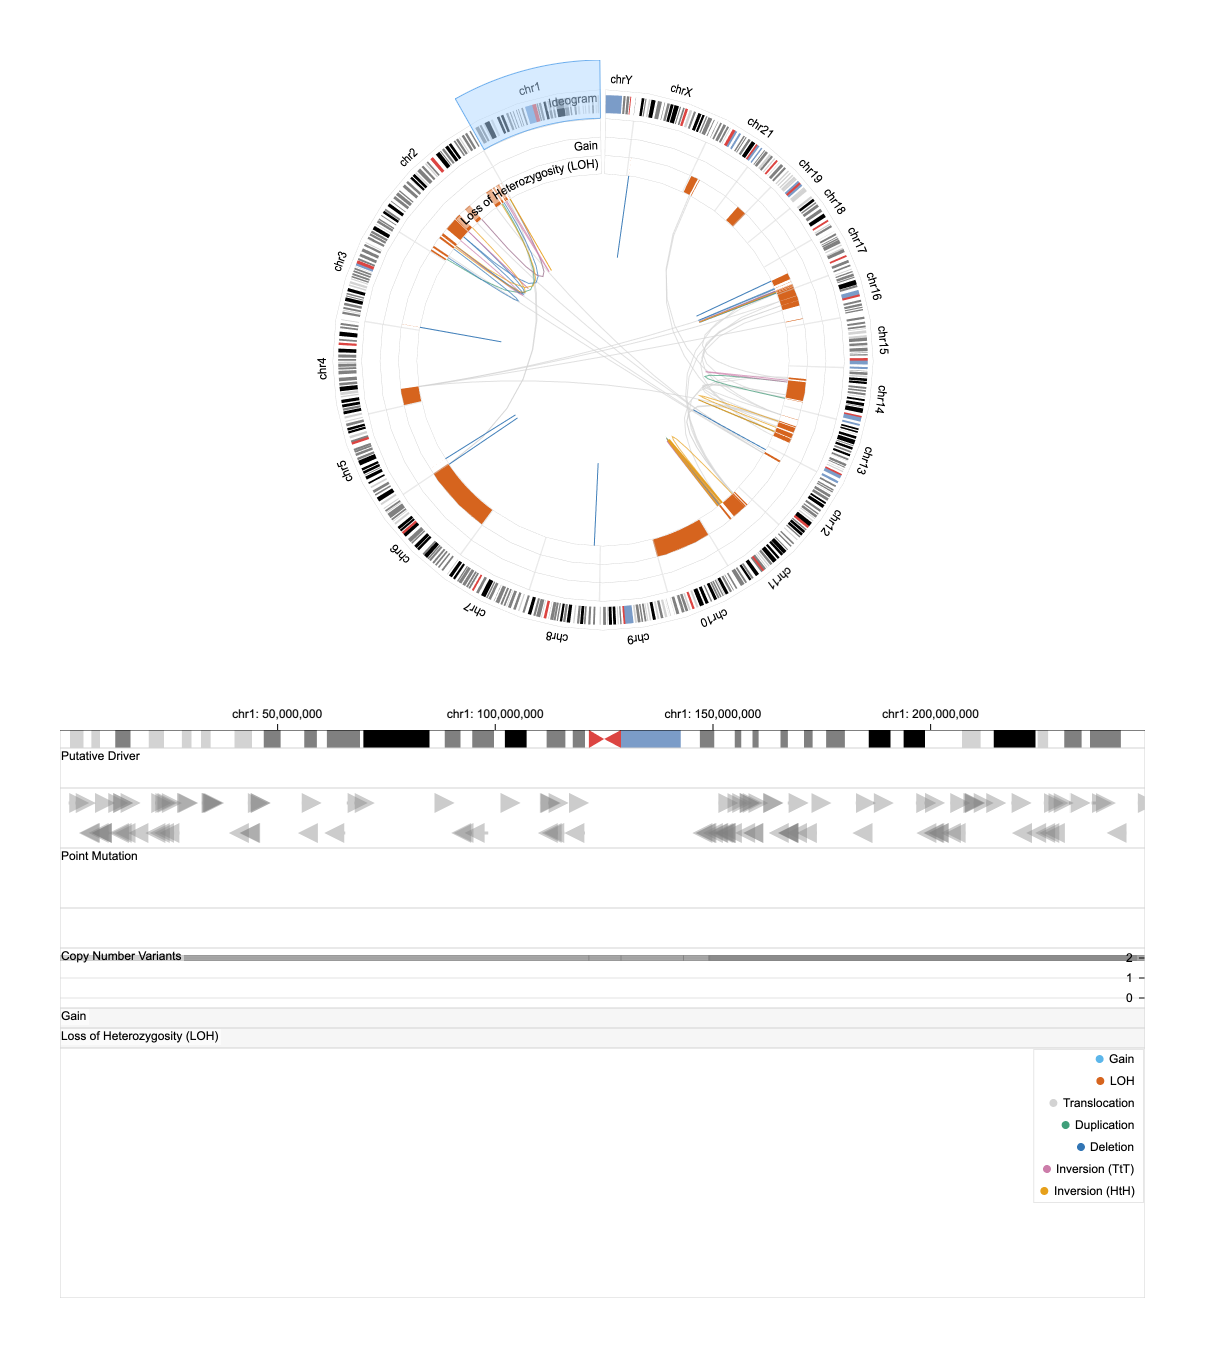 chrY
chrX
chr1
Ideogram
chr21
Gain
chr2
chr19
Loss of Heterozygosity (LOH)
chr18
chr17
chr3
chr16
chr15
chr4
chr14
chr5
chr13
chr12
chr6
chr11
chr7
chr10
chr8
chr9
chr1: 50,000,000 chr1: 100,000,000 chr1: 150,000,000 chr1: 200,000,000
Putative Driver
Point Mutation
Copy Number Variants 2
1
0
Gain
Loss of Heterozygosity (LOH)
Gain
LOH
Translocation
Duplication
Deletion
Inversion (TtT)
Inversion (HtH)